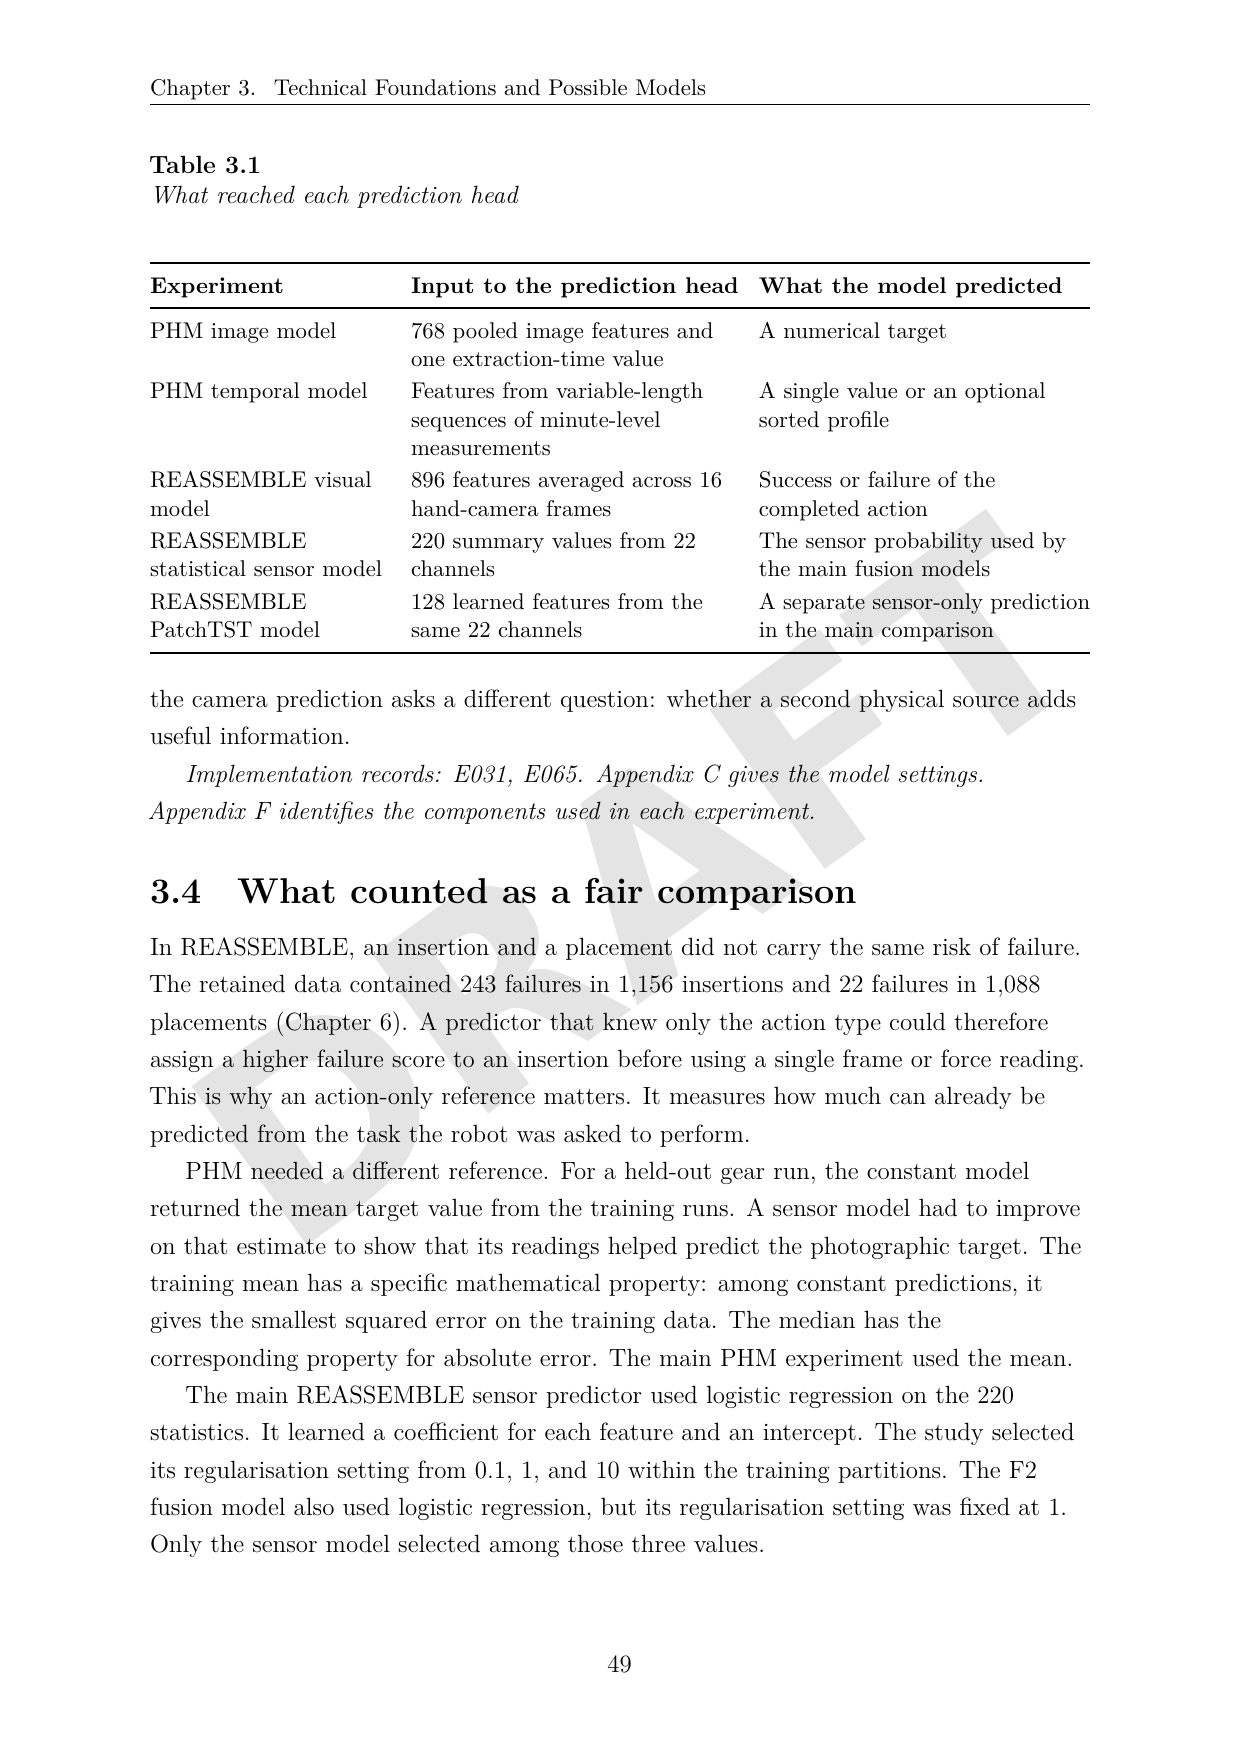 Chapter 3. Technical Foundations and Possible Models
Table 3.1
What reached each prediction head
Experiment Input to the prediction head What the model predicted
PHM image model 768 pooled image features and A numerical target
one extraction-time value
PHM temporal model Features from variable-length A single value or an optional
sequences of minute-level sorted profile
measurements
REASSEMBLE visual 896 features averaged across 16 Success or failure of the
model hand-camera frames completed action
REASSEMBLE 220 summary values from 22 The sensor probability used by
statistical sensor model channels the main fusion models
REASSEMBLE 128 learned features from the A separate sensor-only prediction
PatchTST model same 22 channels in the main comparison
the camera prediction asks a different question: whether a second physical source adds
useful information.
Implementation records: E031, E065. Appendix C gives the model settings.
Appendix F identifies the components used in each experiment.
3.4 What counted as a fair comparison
In REASSEMBLE, an insertion and a placement did not carry the same risk of failure.
The retained data contained 243 failures in 1,156 insertions and 22 failures in 1,088
placements (Chapter 6). A predictor that knew only the action type could therefore
assign a higher failure score to an insertion before using a single frame or force reading.
This is why an action-only reference matters. It measures how much can already be
predicted from the task the robot was asked to perform.
PHM needed a different reference. For a held-out gear run, the constant model
returned the mean target value from the training runs. A sensor model had to improve
on that estimate to show that its readings helped predict the photographic target. The
training mean has a specific mathematical property: among constant predictions, it
gives the smallest squared error on the training data. The median has the
corresponding property for absolute error. The main PHM experiment used the mean.
The main REASSEMBLE sensor predictor used logistic regression on the 220
statistics. It learned a coefficient for each feature and an intercept. The study selected
its regularisation setting from 0.1, 1, and 10 within the training partitions. The F2
fusion model also used logistic regression, but its regularisation setting was fixed at 1.
Only the sensor model selected among those three values.
49
DRAFT